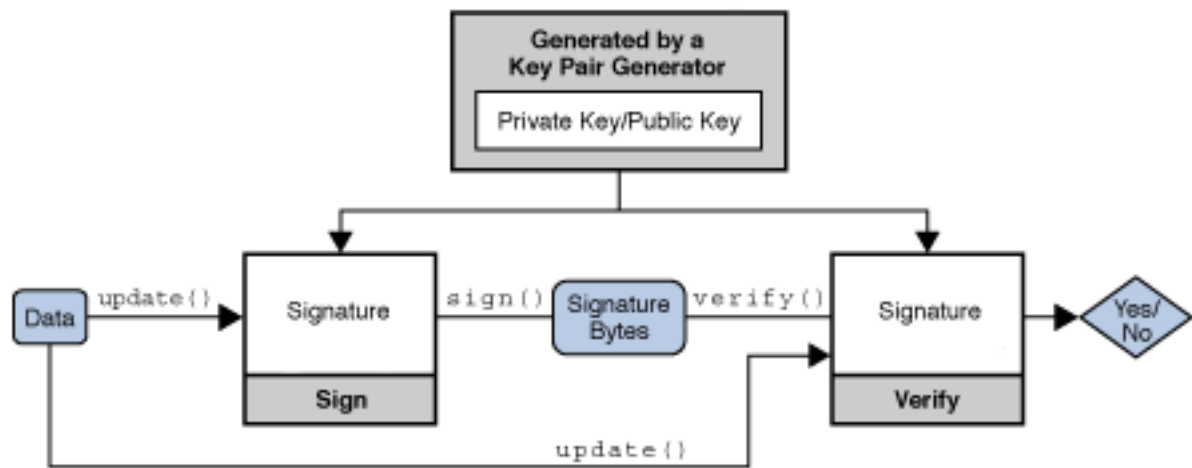 Generated by a
Key Pair Generator
Private Key/Public Key
Data
update()
Signature
Sign
sign()
Signature
Bytes
verify()
Signature
Verify
Yes/
No
update()